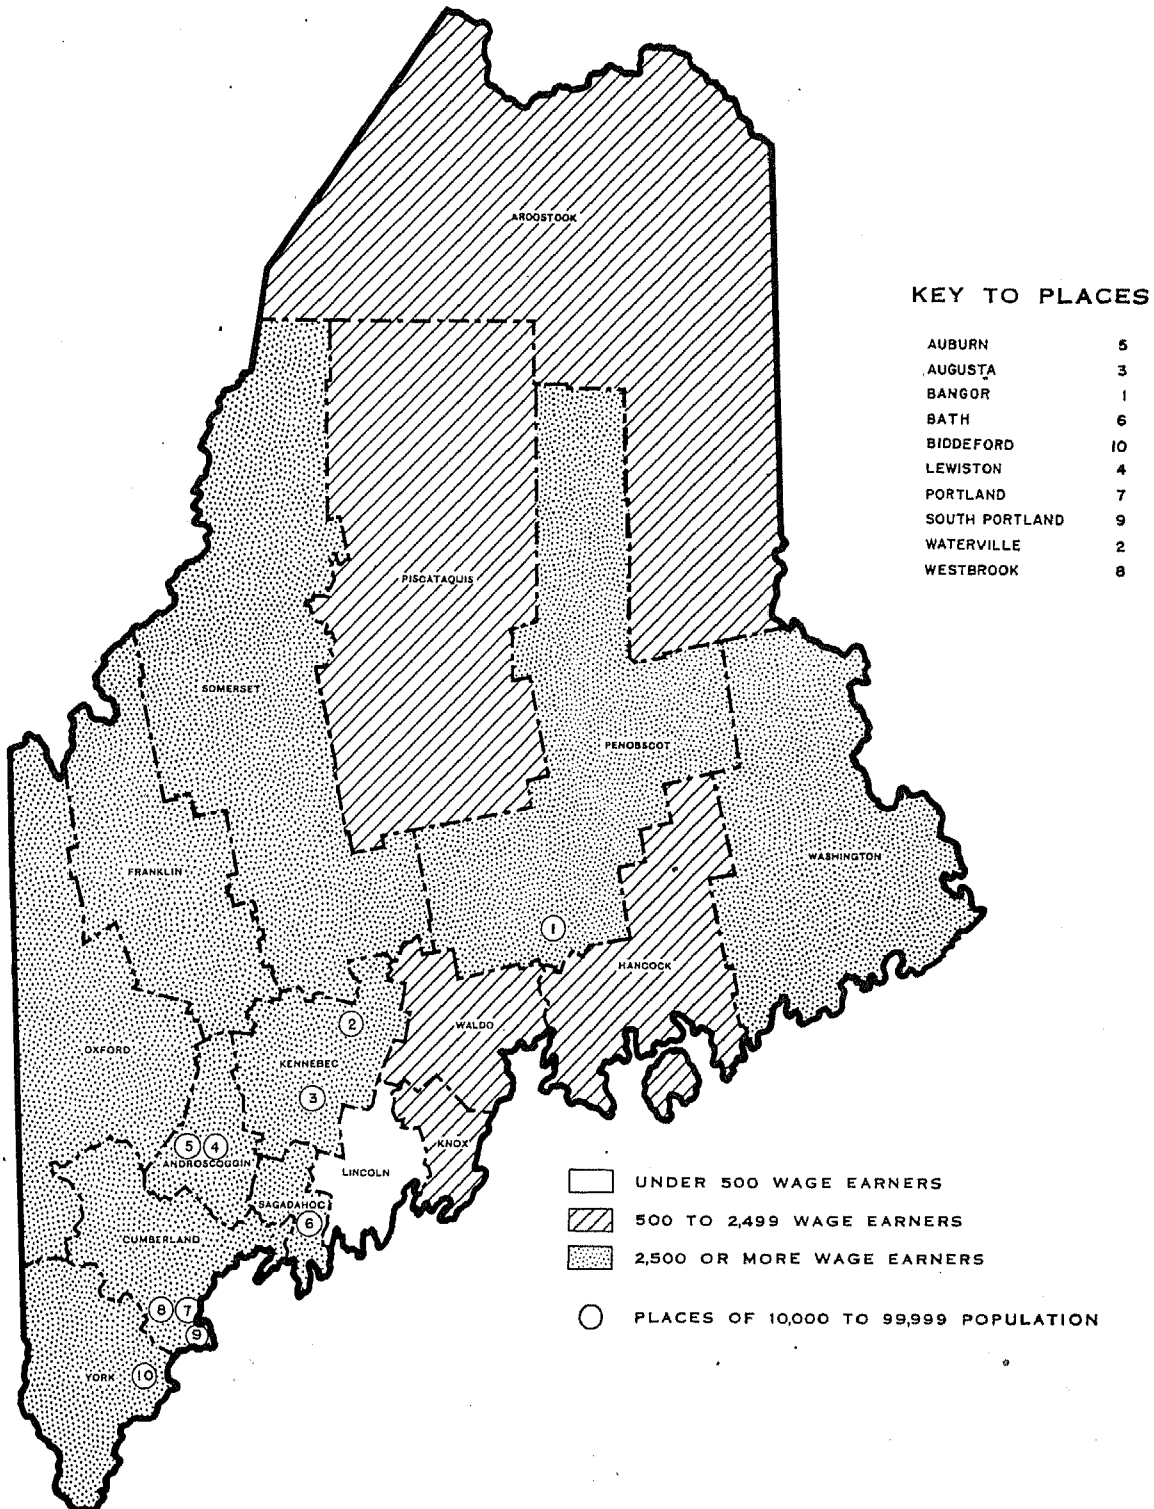 AROOSTOOK
KEY TO PLACES
AUBURN 5
AUGUSTA 3
BANGOR 1
BATH 6
BIDDEFORD 10
LEWISTON 4
PORTLAND 7
SOUTH PORTLAND 9
WATERVILLE 2
WESTBROOK 8
PISCATAQUIS
SOMERSET
PENOBSCOT
WASHINGTON
FRANKLIN
1
HANCOCK
2
WALDO
OXFORD
KENNEBEC
3
5 4
KNOX
ANDROSCOGGIN
LINCOLN
SAGADAHOC
6
CUMBERLAND
8 7
9
YORK 10
UNDER 500 WAGE EARNERS
500 TO 2,499 WAGE EARNERS
2,500 OR MORE WAGE EARNERS
PLACES OF 10,000 TO 99,999 POPULATION